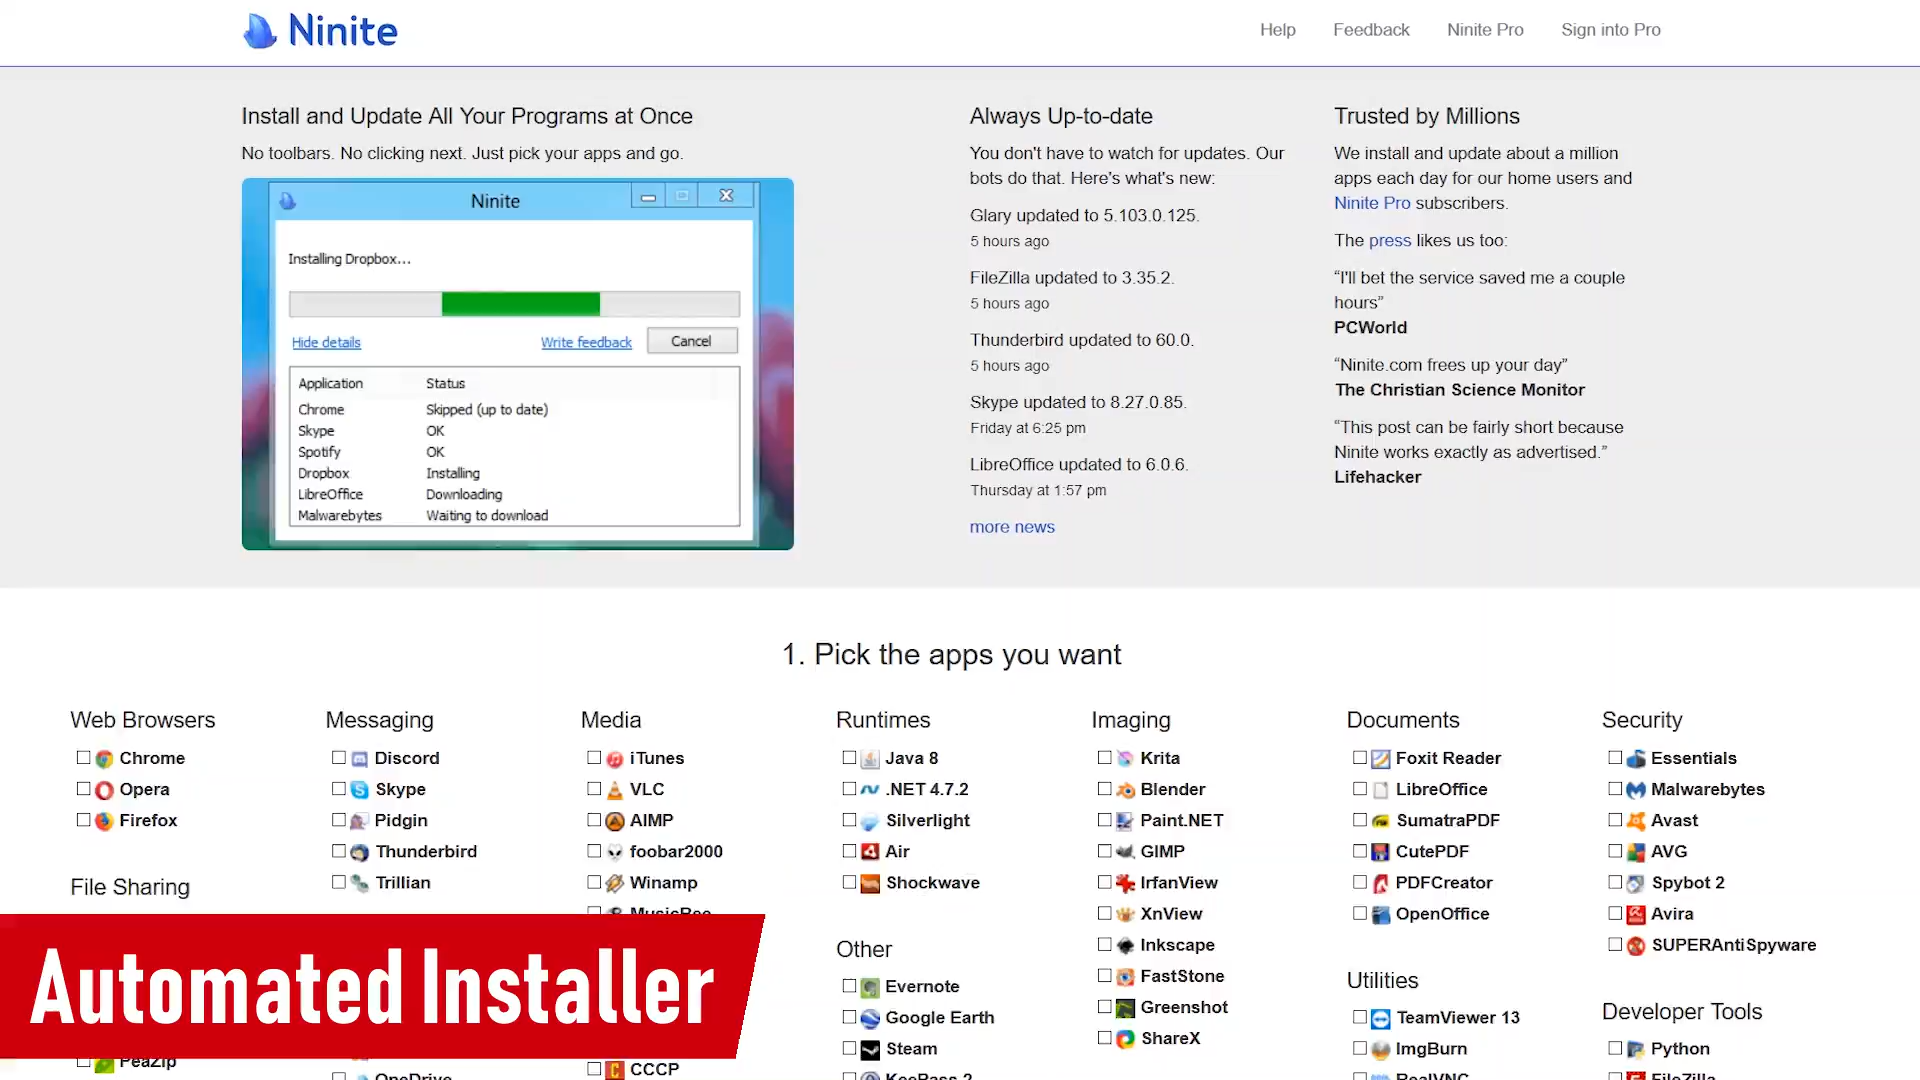 Ninite
Help
Feedback
Ninite Pro
Sign into Pro
Install and Update All Your Programs at Once
No toolbars. No clicking next. Just pick your apps and go.
Ninite
Installing Dropbox...
Hide details
Write feedback
Cancel
Application Status
Chrome Skipped (up to date)
Skype OK
Spotify OK
Dropbox Installing
LibreOffice Downloading
Malwarebytes Waiting to download
Always Up-to-date
You don't have to watch for updates. Our
bots do that. Here's what's new:
Glary updated to 5.103.0.125.
5 hours ago
FileZilla updated to 3.35.2.
5 hours ago
Thunderbird updated to 60.0.
5 hours ago
Skype updated to 8.27.0.85.
Friday at 6:25 pm
LibreOffice updated to 6.0.6.
Thursday at 1:57 pm
more news
Trusted by Millions
We install and update about a million
apps each day for our home users and
Ninite Pro subscribers.
The press likes us too:
“I'll bet the service saved me a couple
hours”
PCWorld
“Ninite.com frees up your day”
The Christian Science Monitor
“This post can be fairly short because
Ninite works exactly as advertised.”
Lifehacker
1. Pick the apps you want
Web Browsers
Chrome
Opera
Firefox
File Sharing
PeaZip
Messaging
Discord
Skype
Pidgin
Thunderbird
Trillian
OneDrive
Media
iTunes
VLC
AIMP
foobar2000
Winamp
MusicBee
CCCP
Runtimes
Java 8
.NET 4.7.2
Silverlight
Air
Shockwave
Other
Evernote
Google Earth
Steam
KeePass 2
Imaging
Krita
Blender
Paint.NET
GIMP
IrfanView
XnView
Inkscape
FastStone
Greenshot
ShareX
Documents
Foxit Reader
LibreOffice
SumatraPDF
CutePDF
PDFCreator
OpenOffice
Utilities
TeamViewer 13
ImgBurn
RealVNC
Security
Essentials
Malwarebytes
Avast
AVG
Spybot 2
Avira
SUPERAntiSpyware
Developer Tools
Python
FileZilla
Automated Installer